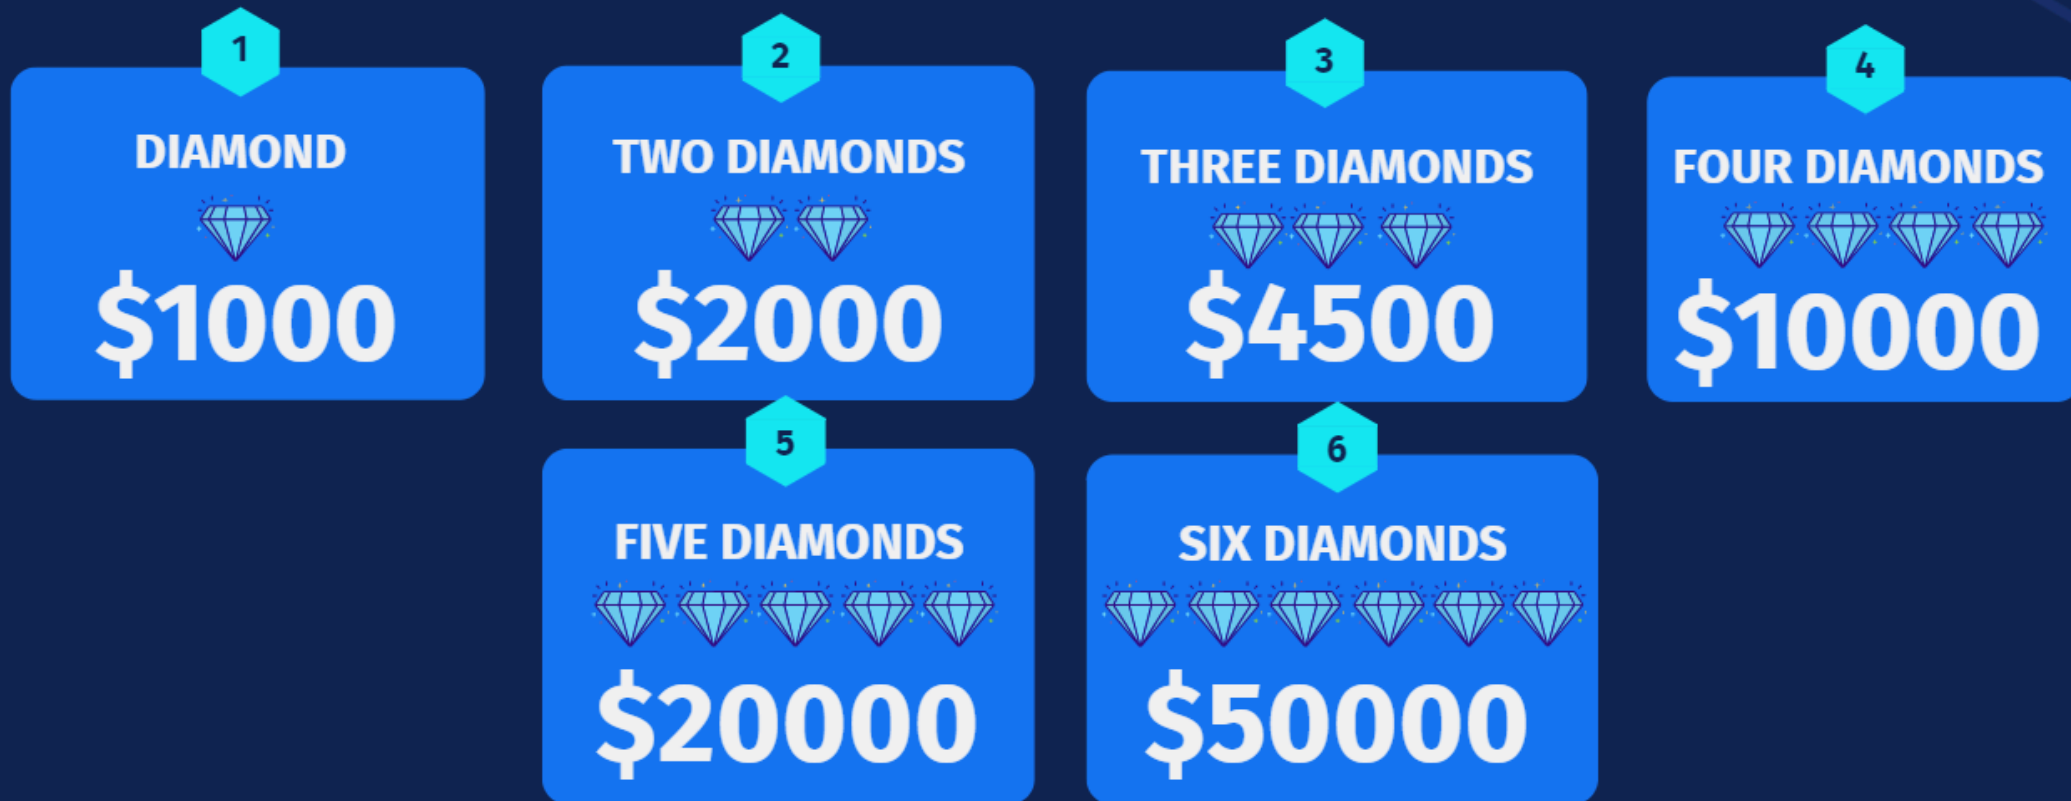 1
DIAMOND
$1000
2
TWO DIAMONDS
$2000
3
THREE DIAMONDS
$4500
4
FOUR DIAMONDS
$10000
5
FIVE DIAMONDS
$20000
6
SIX DIAMONDS
$50000